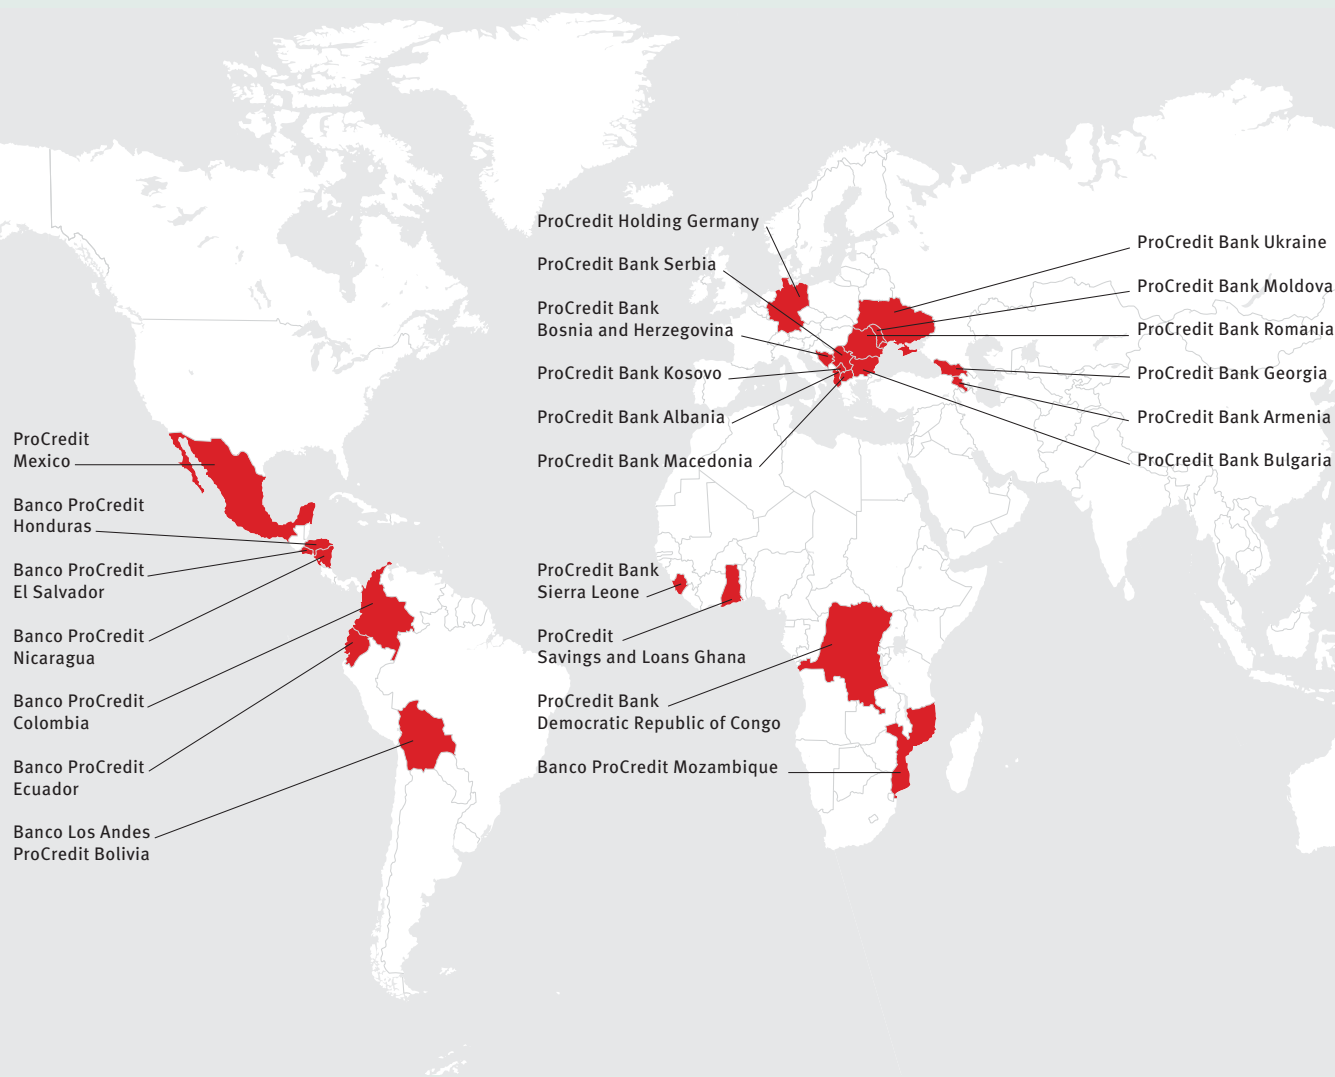 ProCredit
Mexico
Banco ProCredit
Honduras
Banco ProCredit
El Salvador
Banco ProCredit
Nicaragua
Banco ProCredit
Colombia
Banco ProCredit
Ecuador
Banco Los Andes
ProCredit Bolivia
ProCredit Holding Germany
ProCredit Bank Serbia
ProCredit Bank
Bosnia and Herzegovina
ProCredit Bank Kosovo
ProCredit Bank Albania
ProCredit Bank Macedonia
ProCredit Bank
Sierra Leone
ProCredit
Savings and Loans Ghana
ProCredit Bank
Democratic Republic of Congo
Banco ProCredit Mozambique
ProCredit Bank Ukraine
ProCredit Bank Moldova
ProCredit Bank Romania
ProCredit Bank Georgia
ProCredit Bank Armenia
ProCredit Bank Bulgaria